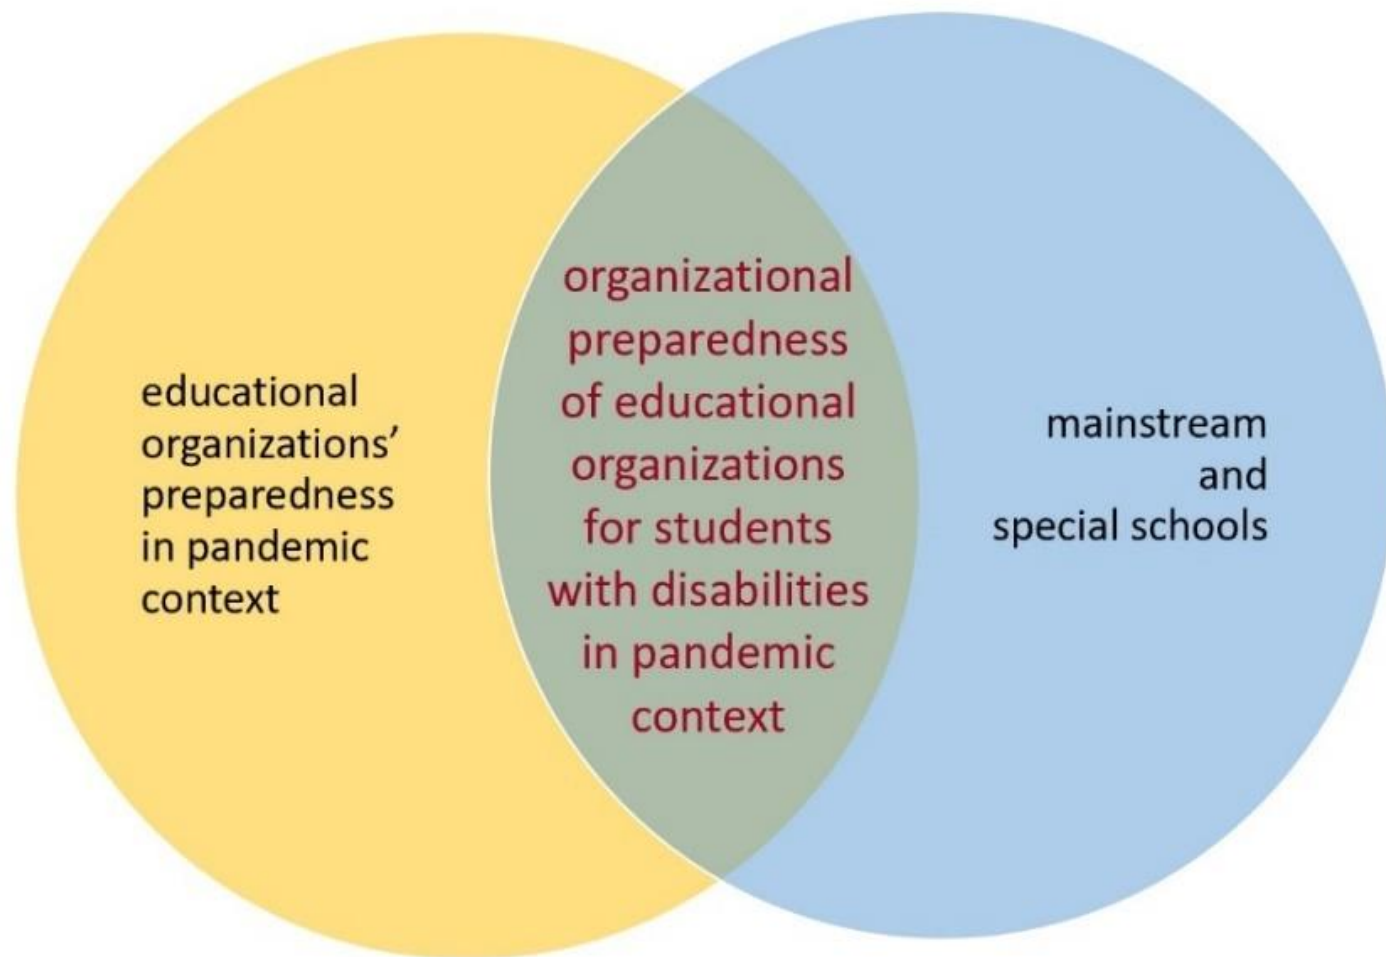 educational
organizations’
preparedness
in pandemic
context
organizational
preparedness
of educational
organizations
for students
with disabilities
in pandemic
context
mainstream
and
special schools